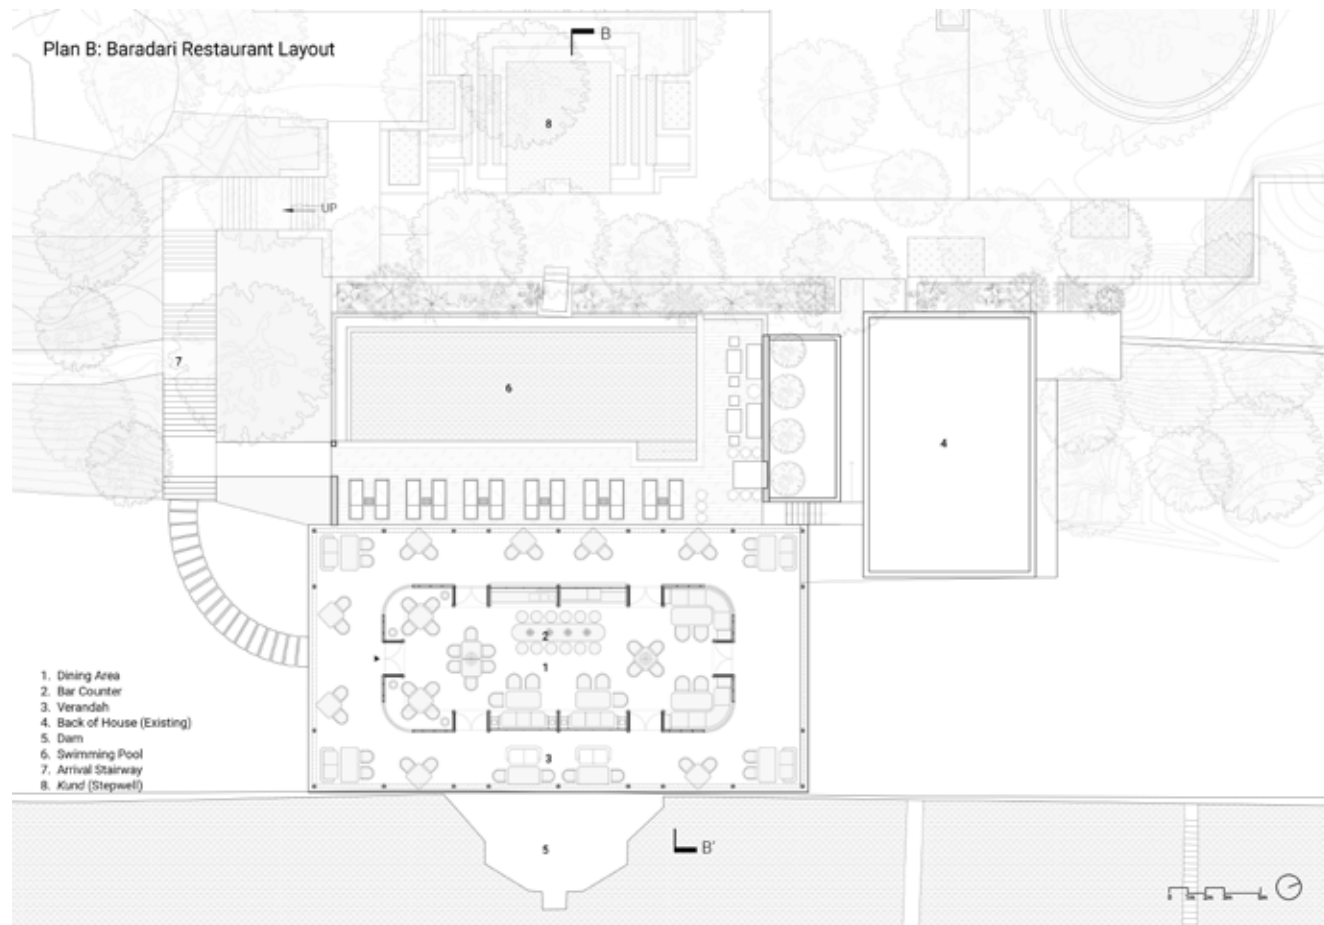 Plan B: Baradari Restaurant Layout
B
8
UP
7
6
4
2
1
1. Dining Area
2. Bar Counter
3. Verandah
4. Back of House (Existing)
5. Dam
6. Swimming Pool
7. Arrival Stairway
8. Kund (Stepwell)
3
5
B'
0